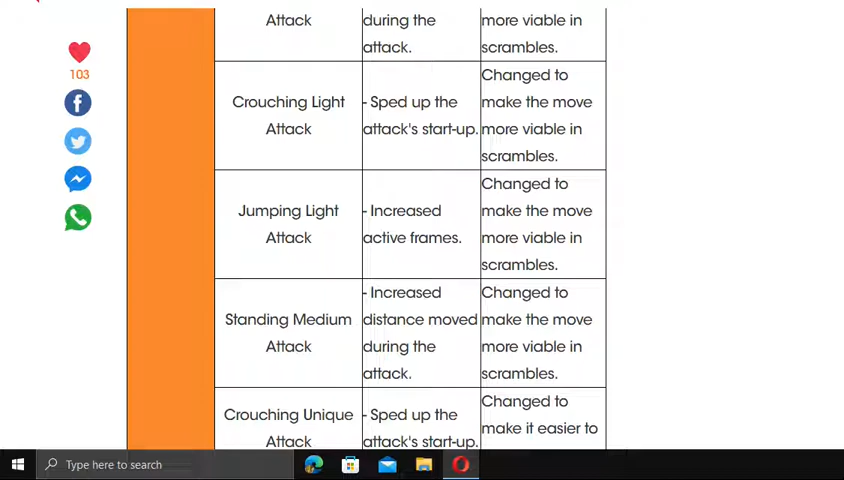 Attack
during the
attack.
more viable in
scrambles.
103
Crouching Light
Attack
- Sped up the
attack's start-up.
Changed to
make the move
more viable in
scrambles.
Jumping Light
Attack
- Increased
active frames.
Changed to
make the move
more viable in
scrambles.
Standing Medium
Attack
- Increased
distance moved
during the
attack.
Changed to
make the move
more viable in
scrambles.
Crouching Unique
Attack
- Sped up the
attack's start-up.
Changed to
make it easier to
Type here to search